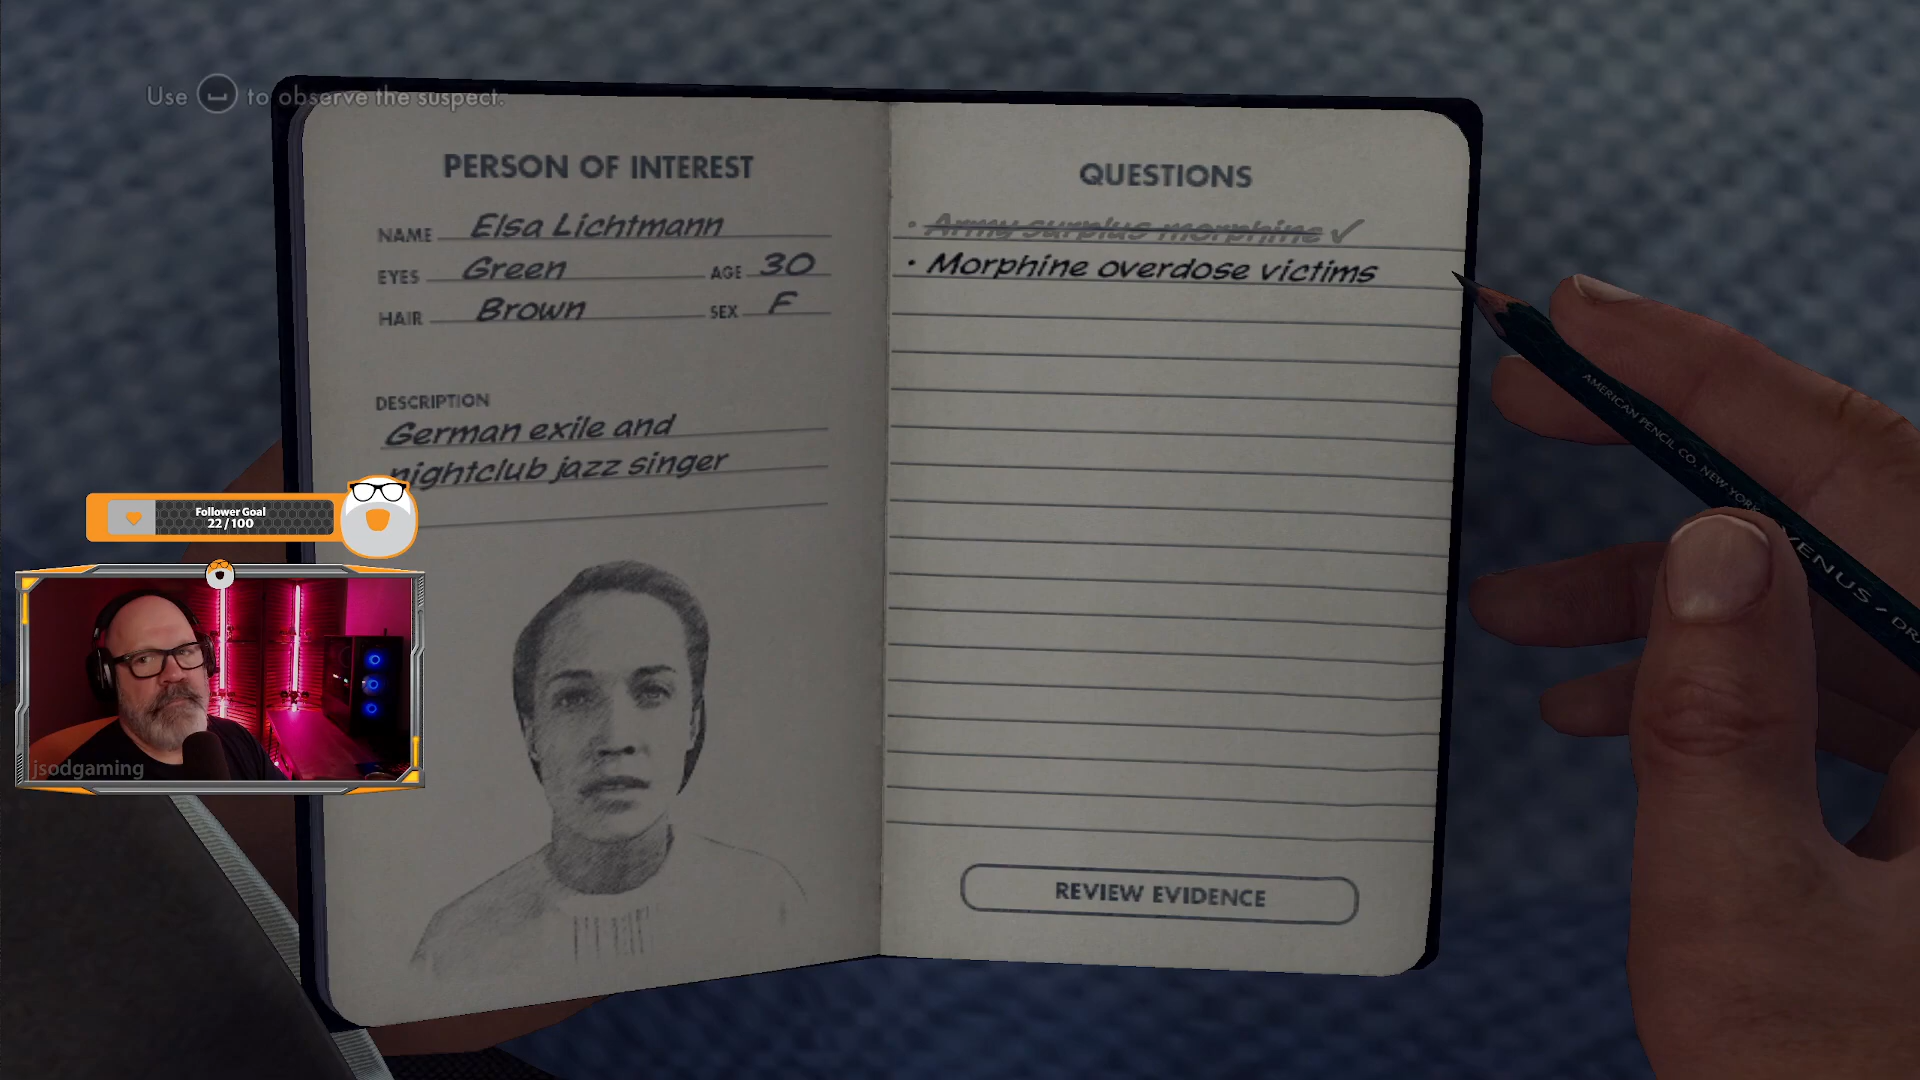 Use to observe the suspect.
PERSON OF INTEREST
NAME Elsa Lichtmann
EYES Green AGE 30
HAIR Brown SEX F
DESCRIPTION
German exile and
nightclub jazz singer
QUESTIONS
• Army surplus morphine ✓
• Morphine overdose victims
REVIEW EVIDENCE
Follower Goal
22 / 100
jsodgaming
AMERICAN PENCIL CO. NEW YORK
VENUS / DR